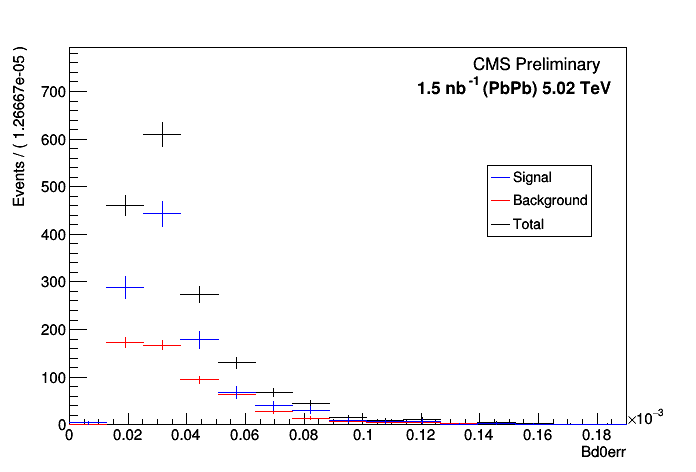 CMS Preliminary
1.5 nb⁻¹ (PbPb) 5.02 TeV
Events / ( 1.26667e-05 )
700
600
500
400
300
200
100
0
Signal
Background
Total
0 0.02 0.04 0.06 0.08 0.1 0.12 0.14 0.16 0.18
×10⁻³
Bd0err